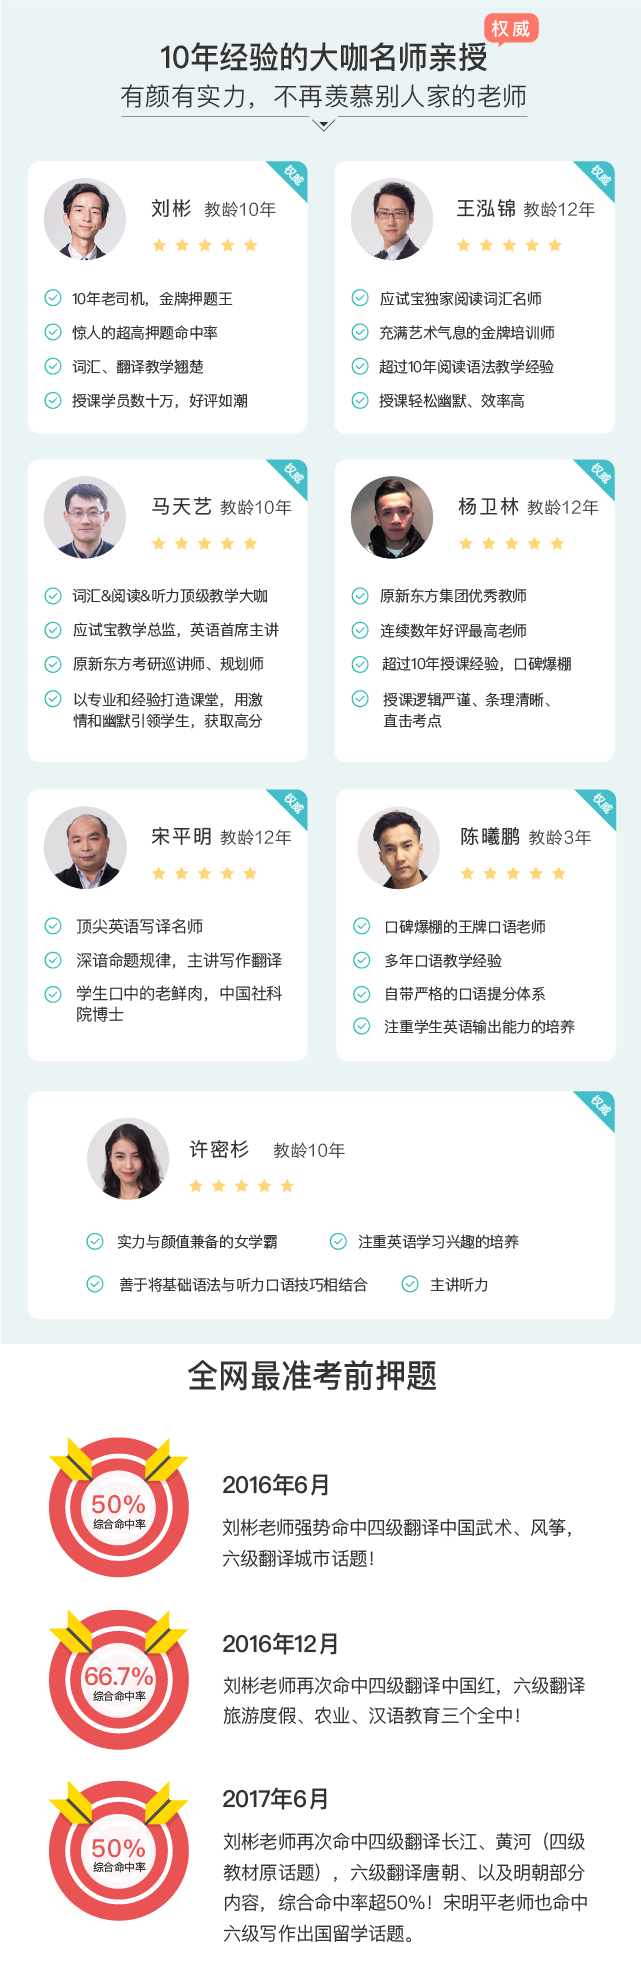 权威
10年经验的大咖名师亲授
有颜有实力，不再羡慕别人家的老师
权威
刘彬 教龄10年
10年老司机，金牌押题王
惊人的超高押题命中率
词汇、翻译教学翘楚
授课学员数十万，好评如潮
权威
王泓锦 教龄12年
应试宝独家阅读词汇名师
充满艺术气息的金牌培训师
超过10年阅读语法教学经验
授课轻松幽默、效率高
权威
马天艺 教龄10年
词汇&阅读&听力顶级教学大咖
应试宝教学总监，英语首席主讲
原新东方考研巡讲师、规划师
以专业和经验打造课堂，用激
情和幽默引领学生，获取高分
权威
杨卫林 教龄12年
原新东方集团优秀教师
连续数年好评最高老师
超过10年授课经验，口碑爆棚
授课逻辑严谨、条理清晰、
直击考点
权威
宋平明 教龄12年
顶尖英语写译名师
深谙命题规律，主讲写作翻译
学生口中的老鲜肉，中国社科
院博士
权威
陈曦鹏 教龄3年
口碑爆棚的王牌口语老师
多年口语教学经验
自带严格的口语提分体系
注重学生英语输出能力的培养
权威
许密杉 教龄10年
实力与颜值兼备的女学霸 注重英语学习兴趣的培养
善于将基础语法与听力口语技巧相结合 主讲听力
全网最准考前押题
50%
综合命中率
2016年6月
刘彬老师强势命中四级翻译中国武术、风筝，
六级翻译城市话题！
66.7%
综合命中率
2016年12月
刘彬老师再次命中四级翻译中国红，六级翻译
旅游度假、农业、汉语教育三个全中！
50%
综合命中率
2017年6月
刘彬老师再次命中四级翻译长江、黄河（四级
教材原话题），六级翻译唐朝、以及明朝部分
内容，综合命中率超50%！宋明平老师也命中
六级写作出国留学话题。